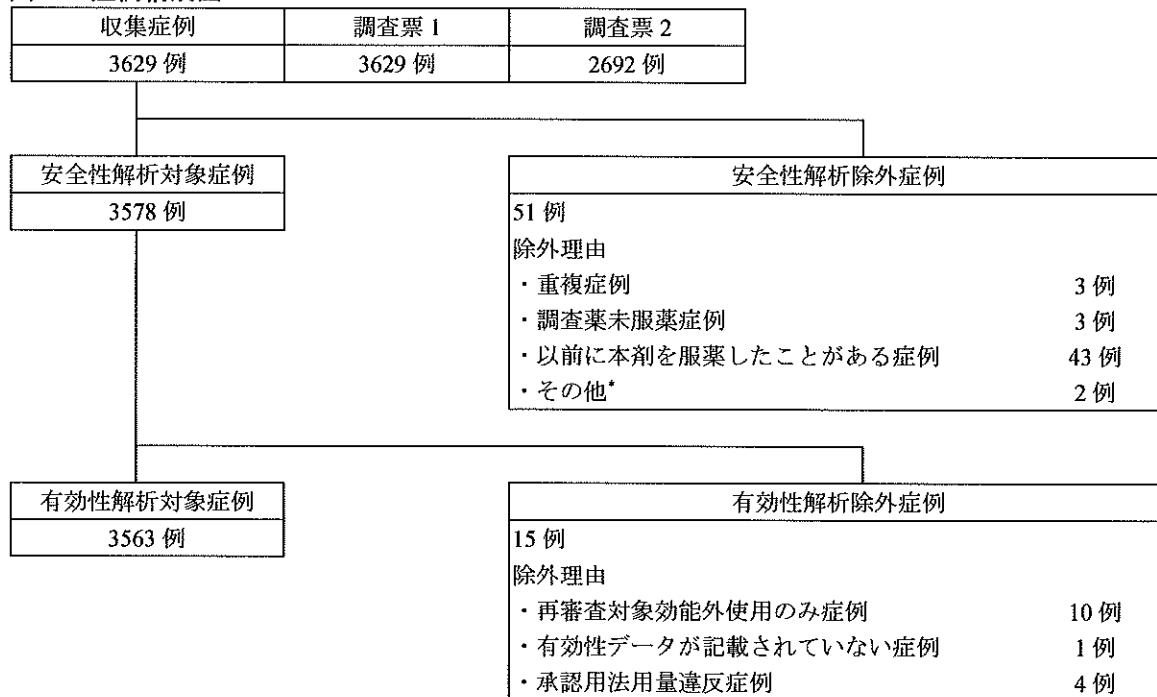 収集症例 調査票 1 調査票 2
3629 例 3629 例 2692 例
安全性解析対象症例
3578 例
安全性解析除外症例
51 例
除外理由
・重複症例 3 例
・調査薬未服薬症例 3 例
・以前に本剤を服薬したことがある症例 43 例
・その他* 2 例
有効性解析対象症例
3563 例
有効性解析除外症例
15 例
除外理由
・再審査対象効能外使用のみ症例 10 例
・有効性データが記載されていない症例 1 例
・承認用法用量違反症例 4 例